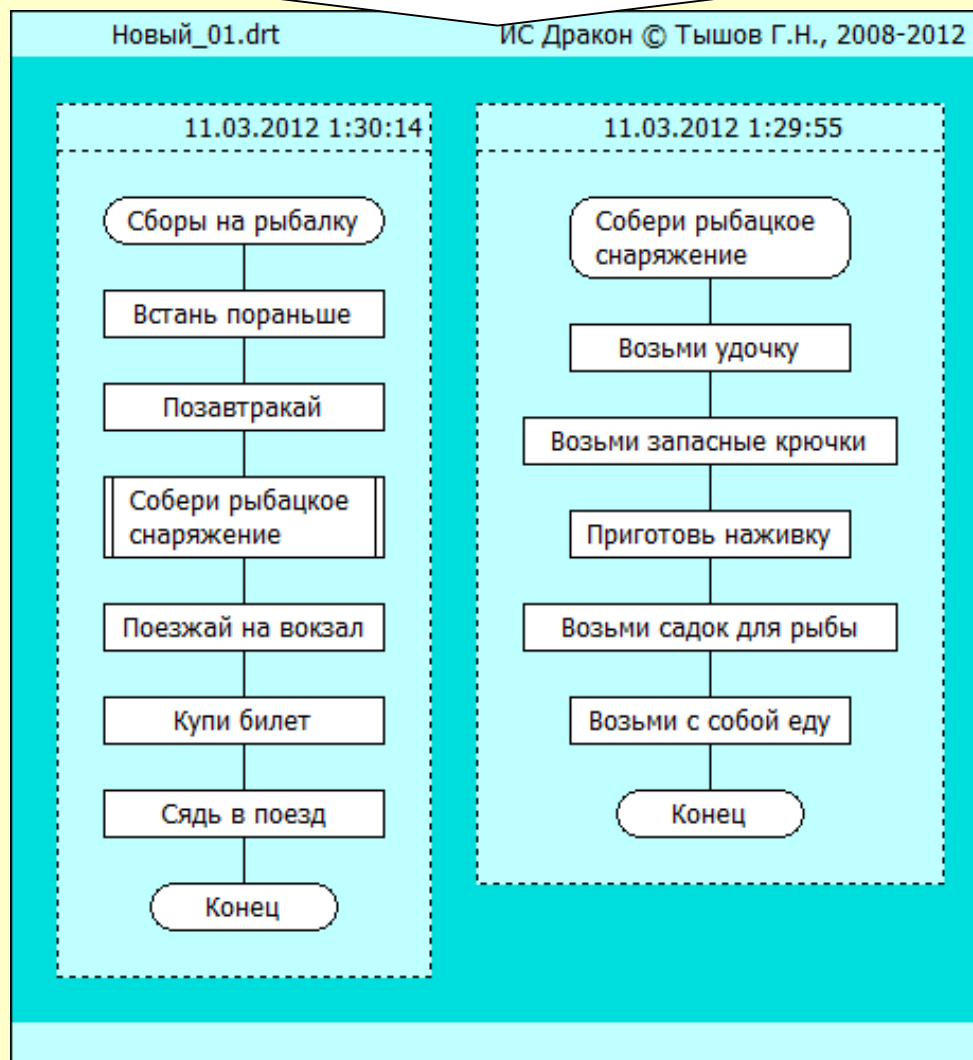 Новый_01.drt
ИС Дракон © Тышов Г.Н., 2008-2012
11.03.2012 1:30:14
Сборы на рыбалку
Встань пораньше
Позавтракай
Собери рыбацкое
снаряжение
Поезжай на вокзал
Купи билет
Сядь в поезд
Конец
11.03.2012 1:29:55
Собери рыбацкое
снаряжение
Возьми удочку
Возьми запасные крючки
Приготовь наживку
Возьми садок для рыбы
Возьми с собой еду
Конец